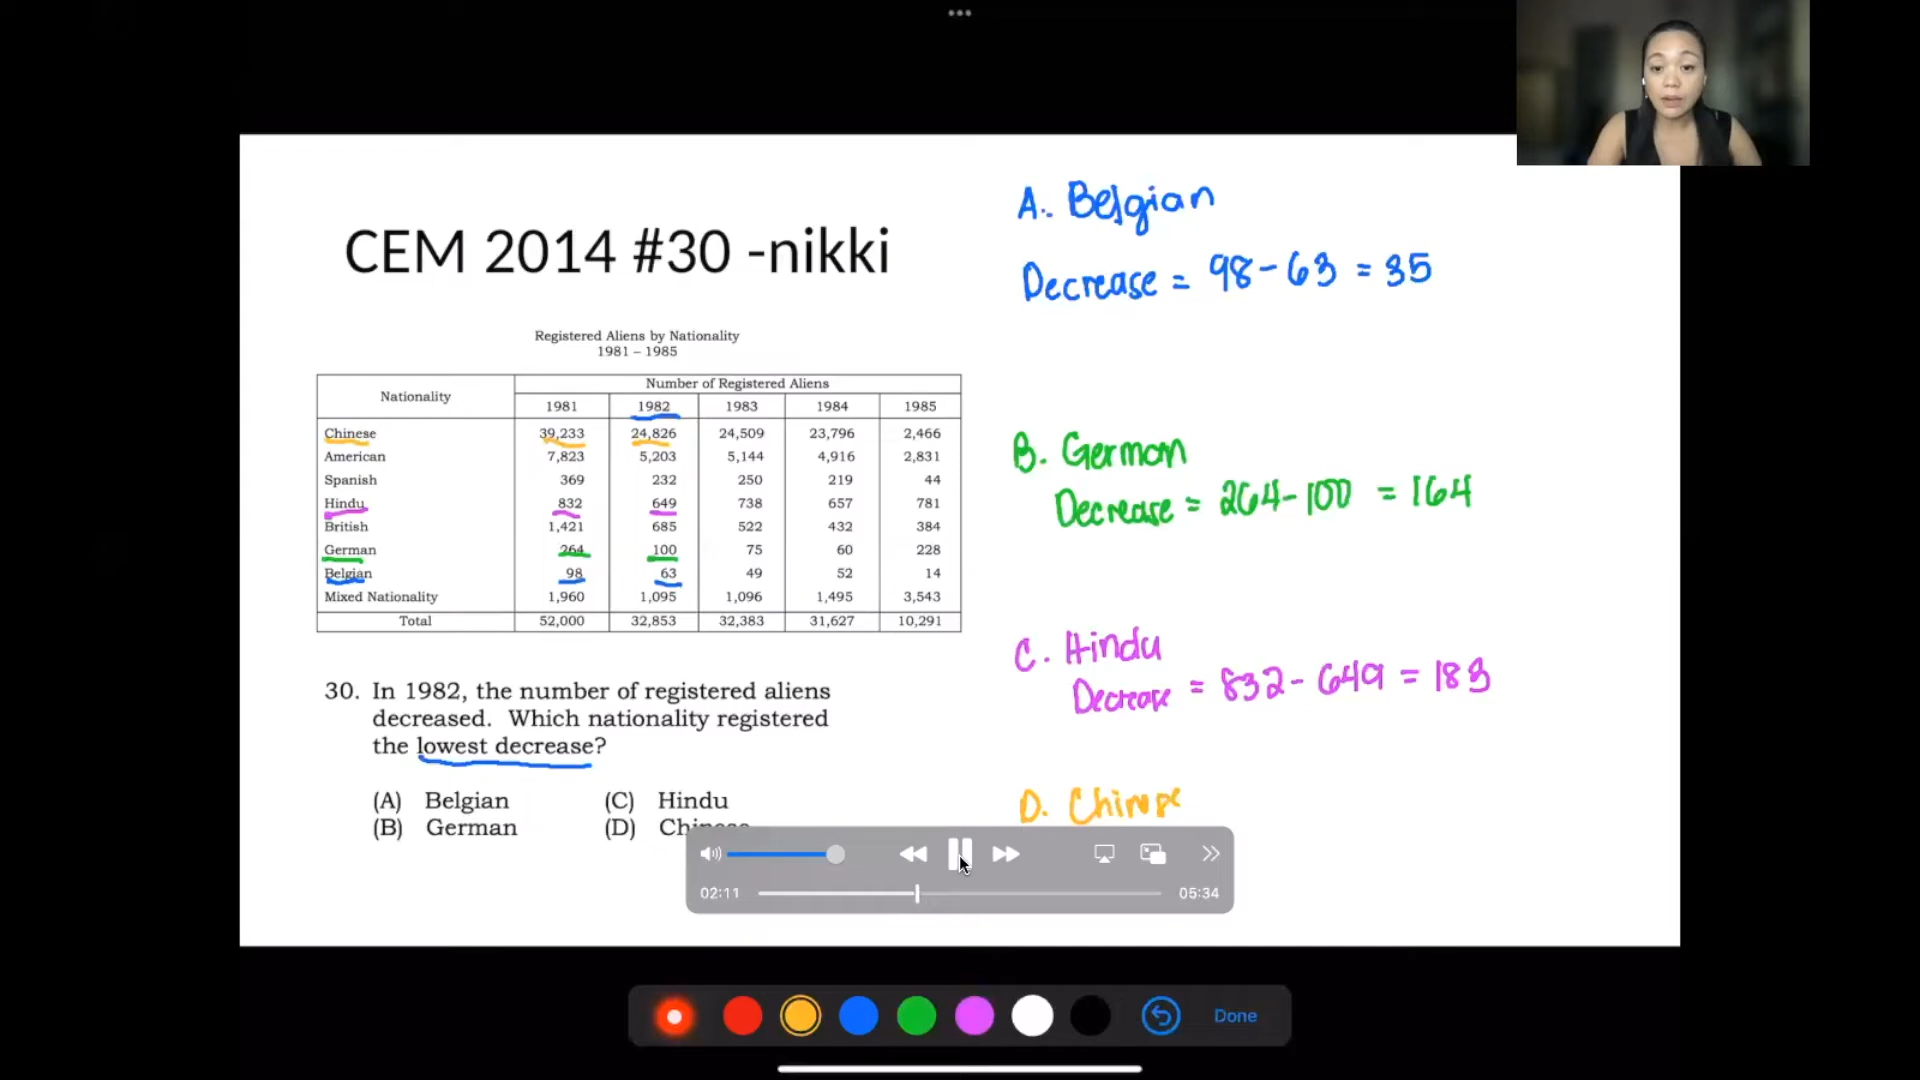 A. Belgian
Decrease = 98 - 63 = 35
CEM 2014 #30 -nikki
Registered Aliens by Nationality
1981 – 1985
Nationality Number of Registered Aliens
1981 1982 1983 1984 1985
Chinese 39,233 24,826 24,509 23,796 2,466
American 7,823 5,203 5,144 4,916 2,831
Spanish 369 232 250 219 44
Hindu 832 649 738 657 781
British 1,421 685 522 432 384
German 264 100 75 60 228
Belgian 98 63 49 52 14
Mixed Nationality 1,960 1,095 1,096 1,495 3,543
Total 52,000 32,853 32,383 31,627 10,291
B. German
Decrease = 264 - 100 = 164
C. Hindu
Decrease = 832 - 649 = 183
30. In 1982, the number of registered aliens
decreased. Which nationality registered
the lowest decrease?
(A) Belgian (C) Hindu
(B) German (D) Chinese
D. Chinese
02:11 05:34
Done